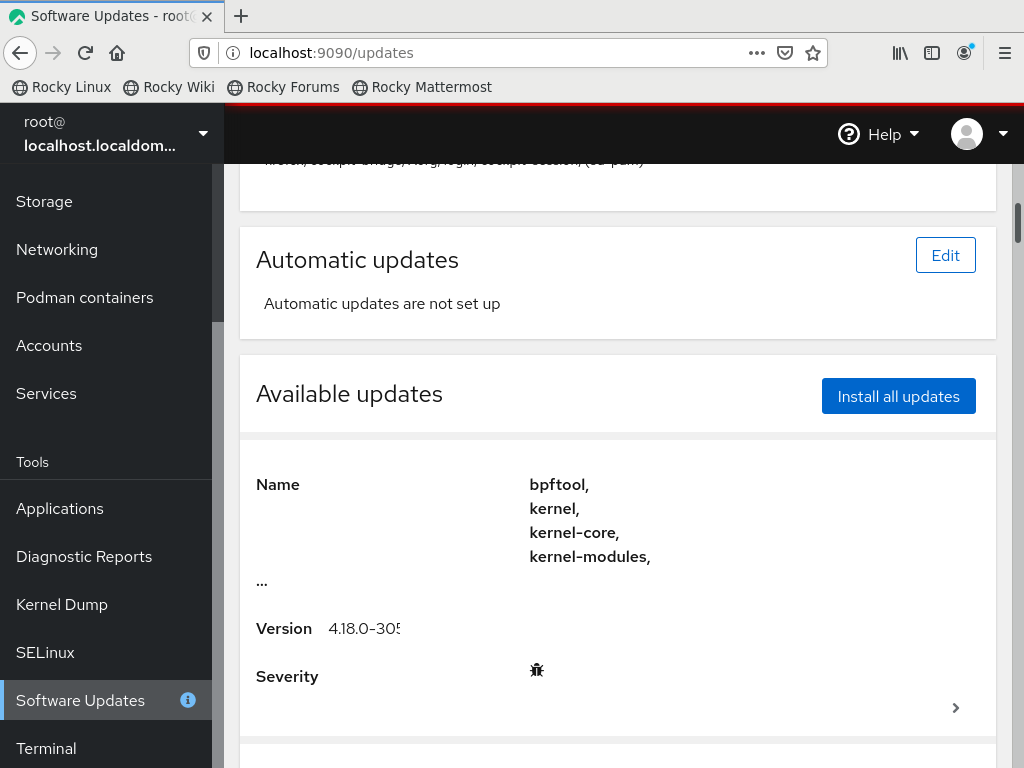 Software Updates - root@
localhost:9090/updates
Rocky Linux
Rocky Wiki
Rocky Forums
Rocky Mattermost
root@
localhost.localdom...
Help
Storage
Networking
Podman containers
Accounts
Services
Tools
Applications
Diagnostic Reports
Kernel Dump
SELinux
Software Updates
Terminal
Automatic updates
Edit
Automatic updates are not set up
Available updates
Install all updates
Name
bpftool,
kernel,
kernel-core,
kernel-modules,
...
Version 4.18.0-305
Severity